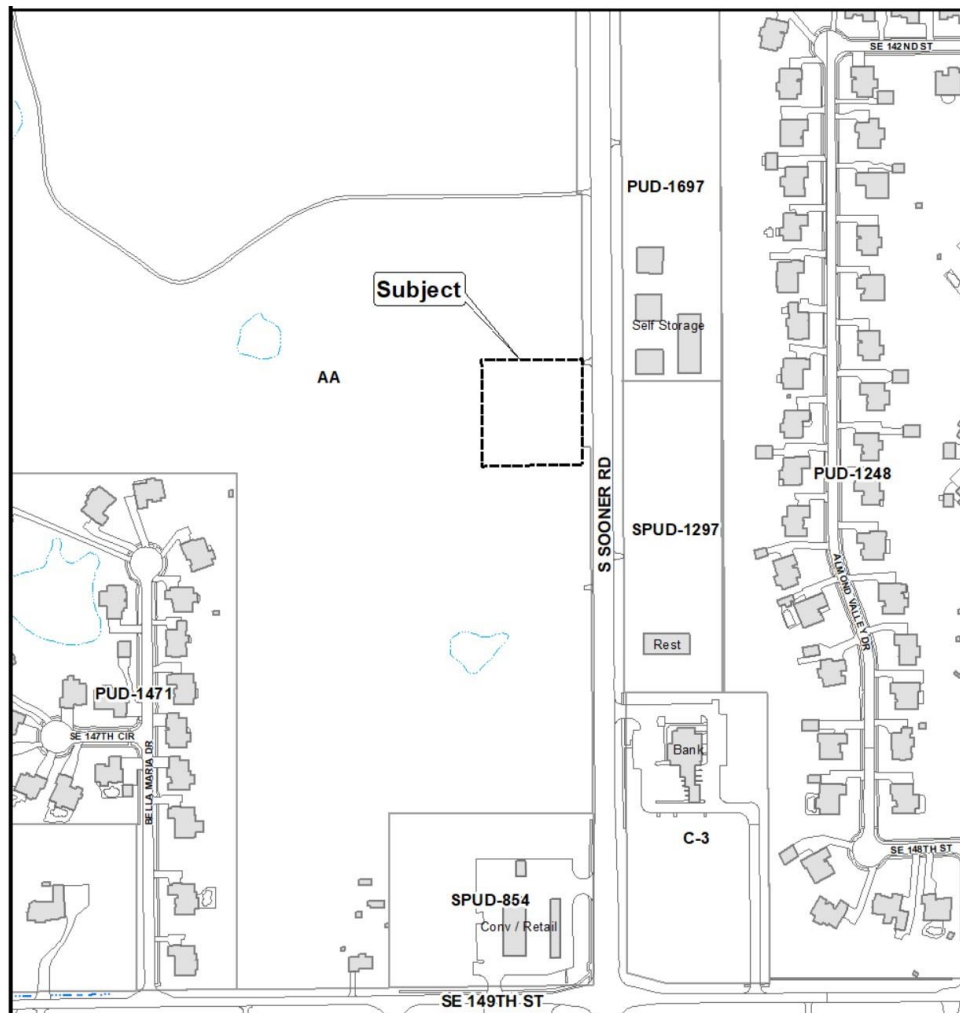 SE 142ND ST
PUD-1697
Subject
Self Storage
AA
PUD-1248
S SOONER RD
SPUD-1297
ALMOND VALLEY DR
Rest
PUD-1471
SE 147TH CIR
BELLA MARIA DR
Bank
C-3
SE 148TH ST
SPUD-854
Conv / Retail
SE 149TH ST